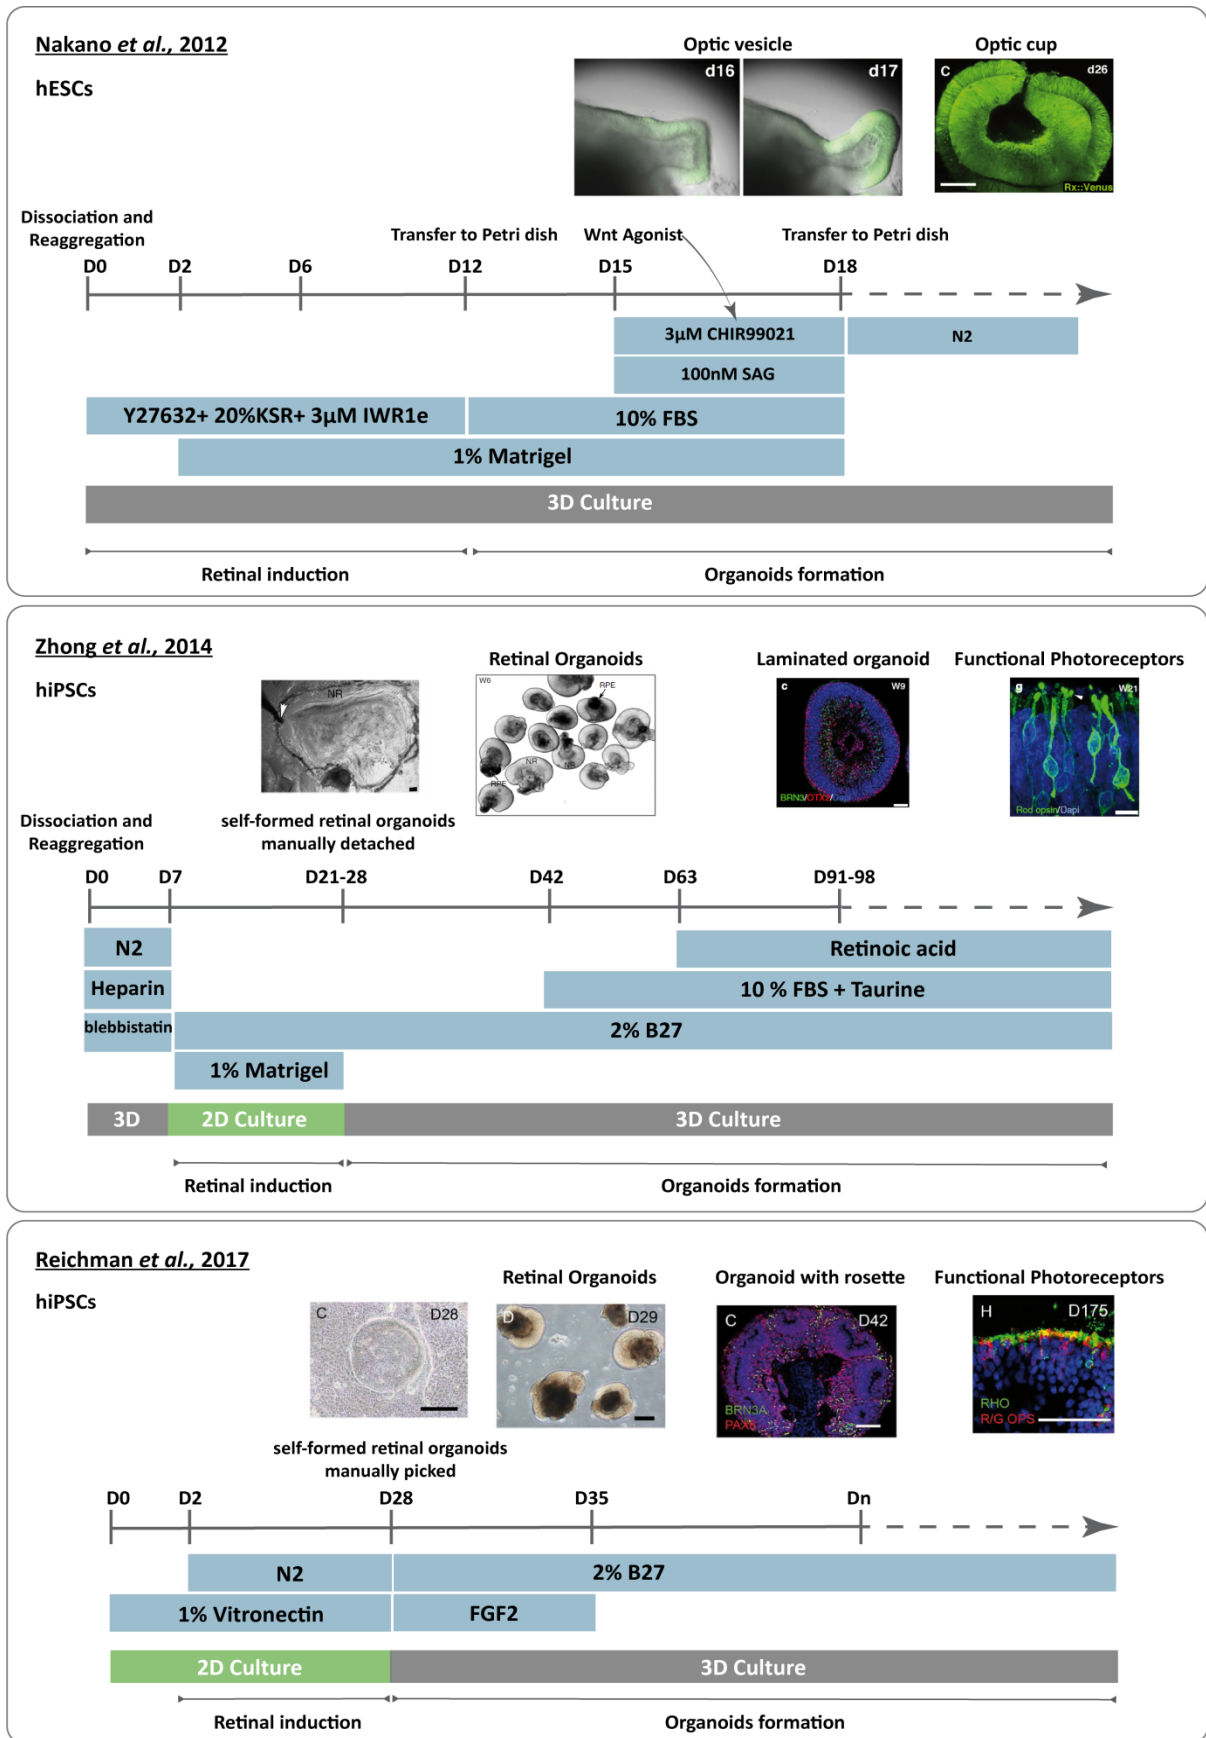 Nakano et al., 2012
hESCs
Optic vesicle
Optic cup
d16
d17
C
d26
Rx::Venus
Dissociation and
Reaggregation
Transfer to Petri dish
Wnt Agonist
Transfer to Petri dish
D0
D2
D6
D12
D15
D18
3µM CHIR99021
N2
100nM SAG
Y27632+ 20%KSR+ 3µM IWR1e
10% FBS
1% Matrigel
3D Culture
Retinal induction
Organoids formation
Zhong et al., 2014
hiPSCs
Retinal Organoids
Laminated organoid
Functional Photoreceptors
NR
W6
RPE
NR
NR
RPE
c
W9
BRN3/OTX2/Dapi
g
W21
Rod opsin/Dapi
self-formed retinal organoids
manually detached
Dissociation and
Reaggregation
D0
D7
D21-28
D42
D63
D91-98
N2
Retinoic acid
Heparin
10 % FBS + Taurine
blebbistatin
2% B27
1% Matrigel
3D
2D Culture
3D Culture
Retinal induction
Organoids formation
Reichman et al., 2017
hiPSCs
Retinal Organoids
Organoid with rosette
Functional Photoreceptors
C
D28
D
D29
C
D42
BRN3A
PAX6
H
D175
RHO
R/G OPS
self-formed retinal organoids
manually picked
D0
D2
D28
D35
Dn
N2
2% B27
1% Vitronectin
FGF2
2D Culture
3D Culture
Retinal induction
Organoids formation